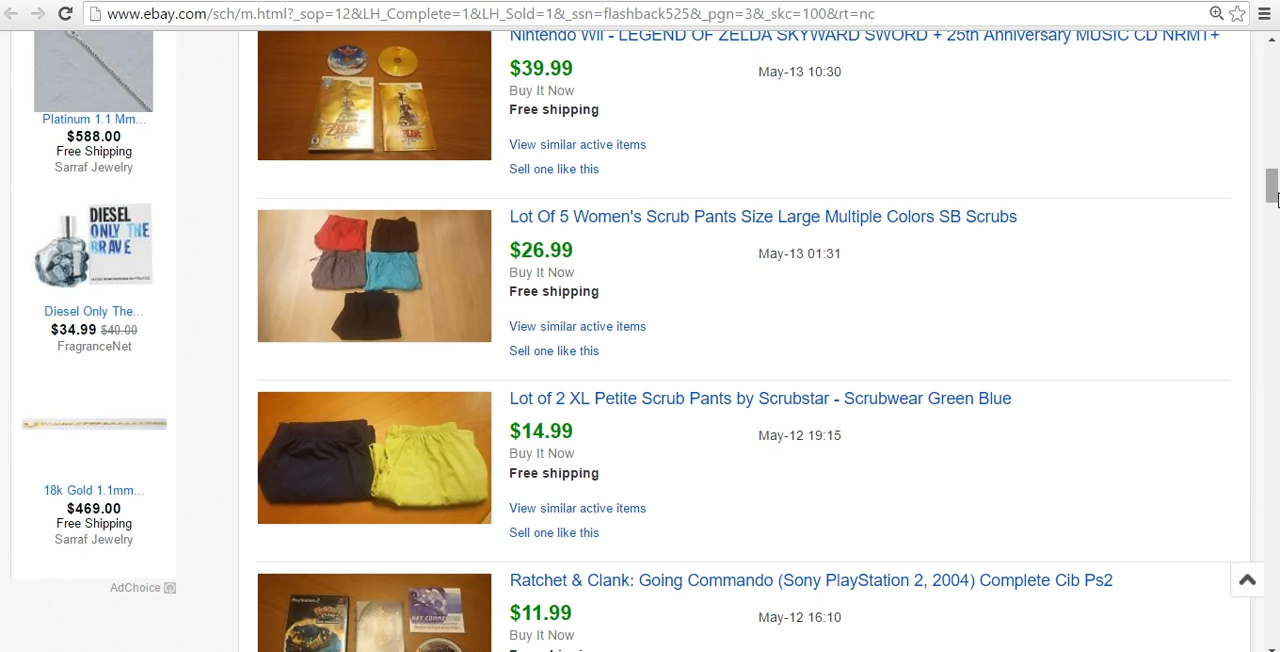 www.ebay.com/sch/m.html?_sop=12&LH_Complete=1&LH_Sold=1&_ssn=flashback525&_pgn=3&_skc=100&rt=nc
Platinum 1.1 Mm...
$588.00
Free Shipping
Sarraf Jewelry
DIESEL
ONLY THE
BRAVE
Diesel Only The...
$34.99 $40.00
FragranceNet
18k Gold 1.1mm...
$469.00
Free Shipping
Sarraf Jewelry
AdChoice
Nintendo Wii - LEGEND OF ZELDA SKYWARD SWORD + 25th Anniversary MUSIC CD NRMT+
$39.99
May-13 10:30
Buy It Now
Free shipping
View similar active items
Sell one like this
Lot Of 5 Women's Scrub Pants Size Large Multiple Colors SB Scrubs
$26.99
May-13 01:31
Buy It Now
Free shipping
View similar active items
Sell one like this
Lot of 2 XL Petite Scrub Pants by Scrubstar - Scrubwear Green Blue
$14.99
May-12 19:15
Buy It Now
Free shipping
View similar active items
Sell one like this
Ratchet & Clank: Going Commando (Sony PlayStation 2, 2004) Complete Cib Ps2
$11.99
May-12 16:10
Buy It Now